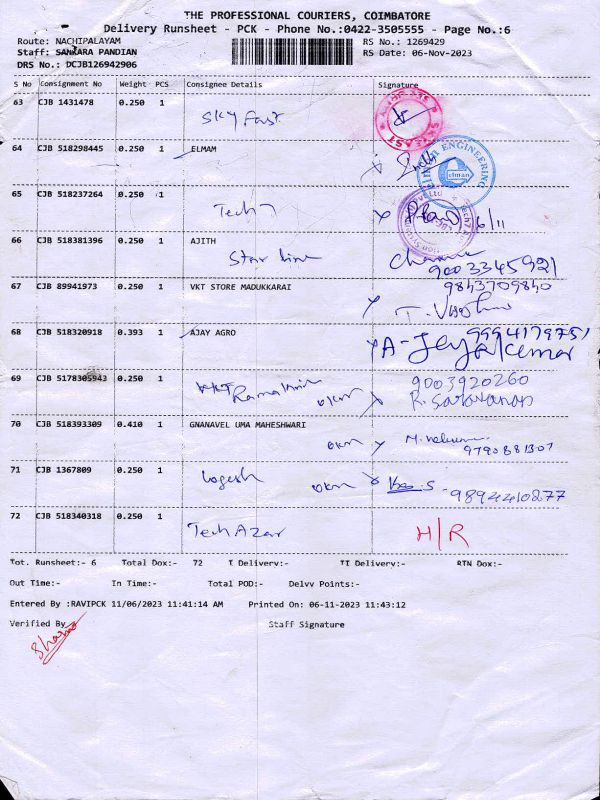 THE PROFESSIONAL COURIERS, COIMBATORE
Delivery Runsheet - PCK - Phone No.:0422-3505555 - Page No.:6
Route: NACHIPALAYAM RS No.: 1269429
Staff: SANKARA PANDIAN RS Date: 06-Nov-2023
DRS No.: DCJB126942906
S No Consignment No Weight PCS Consignee Details Signature
63 CJB 1431478 0.250 1
Sky Fast
64 CJB 518298445 0.250 1 ELMAM
ENGINEERING
elman
65 CJB 518237264 0.250 1
Tech 7 6/11
66 CJB 518381396 0.250 1 AJITH
Star line 9003345921
67 CJB 89941973 0.250 1 VKT STORE MADUKKARAI 9843709840
68 CJB 518320918 0.393 1 AJAY AGRO 9994179751
A-Jeyakumar
69 CJB 5178305943 0.250 1 9003920260
R. Saravanan
70 CJB 518393309 0.410 1 GNANAVEL UMA MAHESHWARI
9790881307
71 CJB 1367809 0.250 1
Logesh 9894410277
72 CJB 518340318 0.250 1
Tech Azar H/R
Tot. Runsheet:- 6 Total Dox:- 72 I Delivery:- II Delivery:- RTN Dox:-
Out Time:- In Time:- Total POD:- Delvv Points:-
Entered By :RAVIPCK 11/06/2023 11:41:14 AM Printed On: 06-11-2023 11:43:12
Verified By Staff Signature